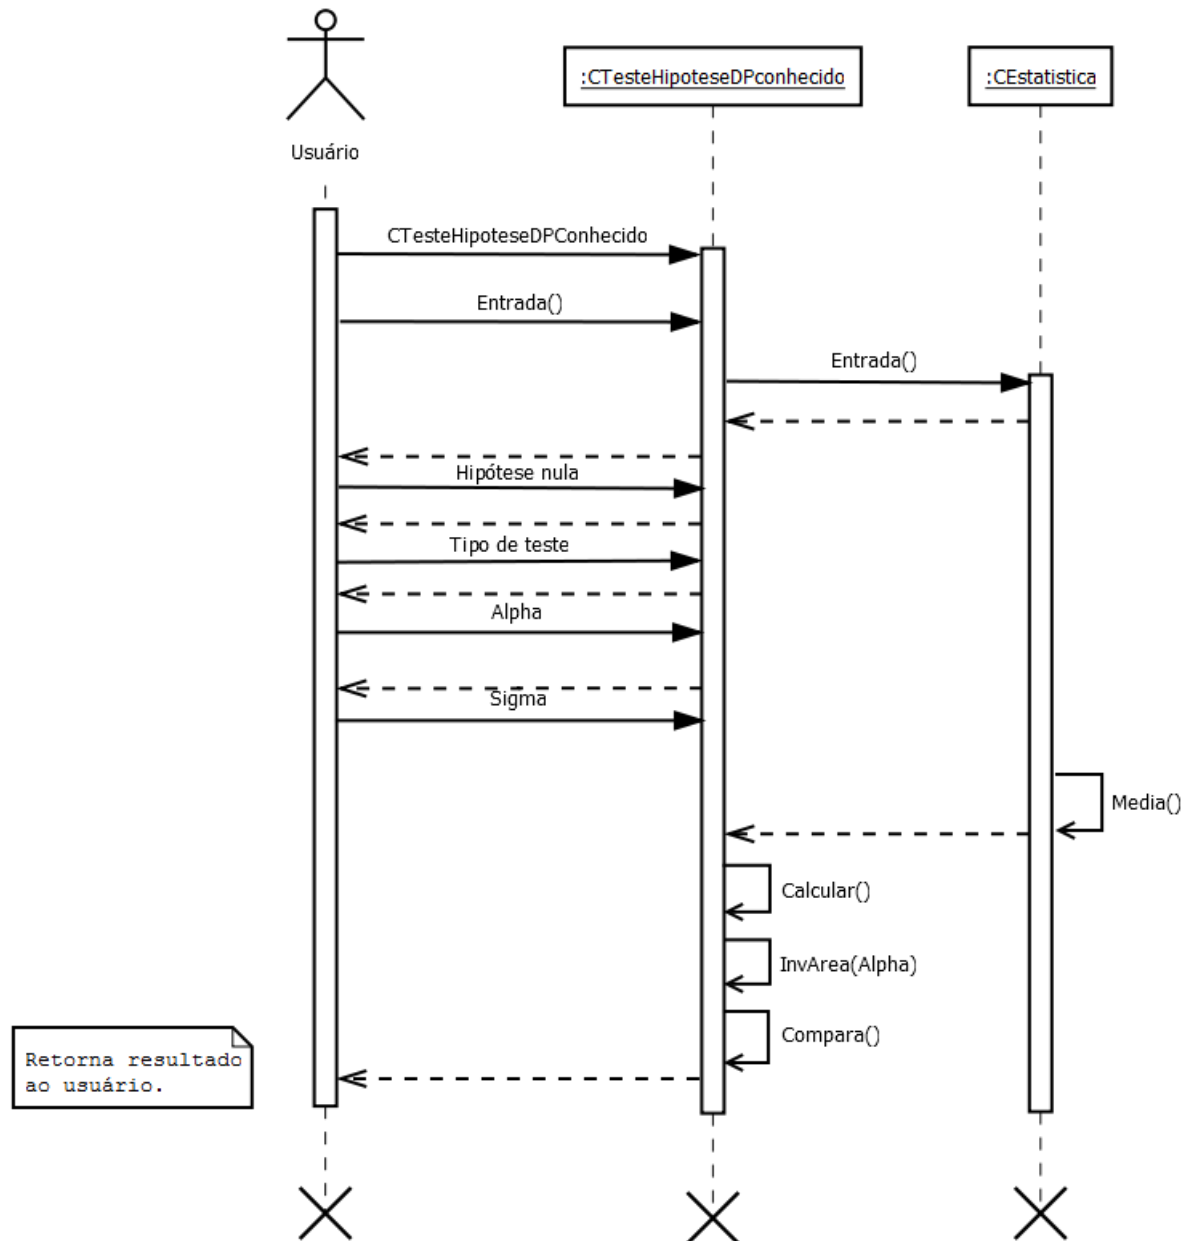 :CTesteHipoteseDPconhecido
:CEstatistica
Usuário
CTesteHipoteseDPConhecido
Entrada()
Entrada()
Hipótese nula
Tipo de teste
Alpha
Sigma
Media()
Calcular()
InvArea(Alpha)
Compara()
Retorna resultado
ao usuário.